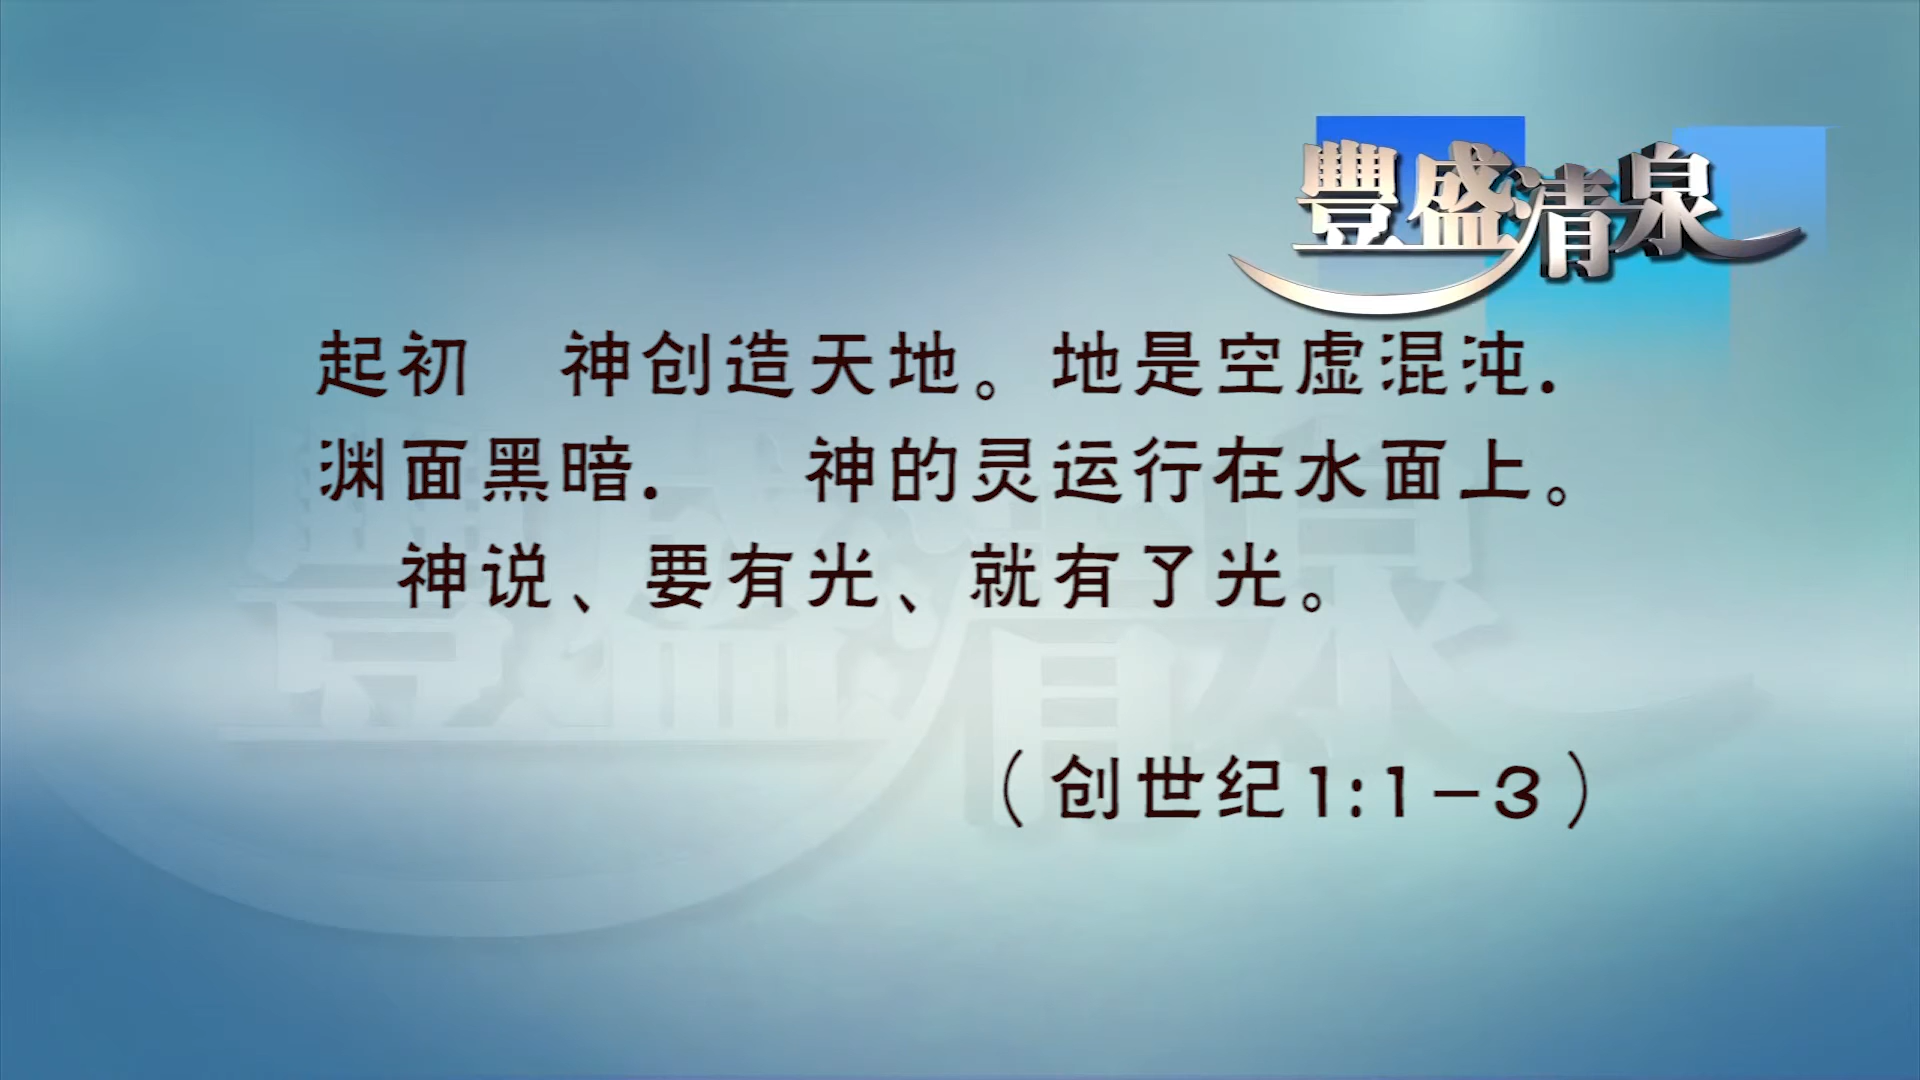 豐盛清泉
起初　神创造天地。地是空虚混沌.
渊面黑暗.　神的灵运行在水面上。
　神说、要有光、就有了光。
（创世纪1:1-3）